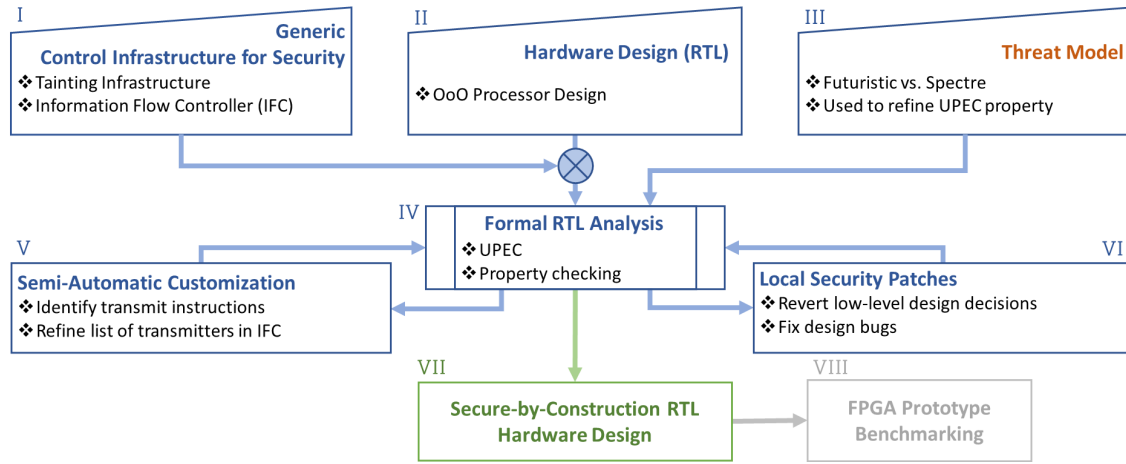 I
Generic
Control Infrastructure for Security
❖ Tainting Infrastructure
❖ Information Flow Controller (IFC)
II
Hardware Design (RTL)
❖ OoO Processor Design
III
Threat Model
❖ Futuristic vs. Spectre
❖ Used to refine UPEC property
IV
Formal RTL Analysis
❖ UPEC
❖ Property checking
V
Semi-Automatic Customization
❖ Identify transmit instructions
❖ Refine list of transmitters in IFC
VI
Local Security Patches
❖ Revert low-level design decisions
❖ Fix design bugs
VII
Secure-by-Construction RTL
Hardware Design
VIII
FPGA Prototype
Benchmarking